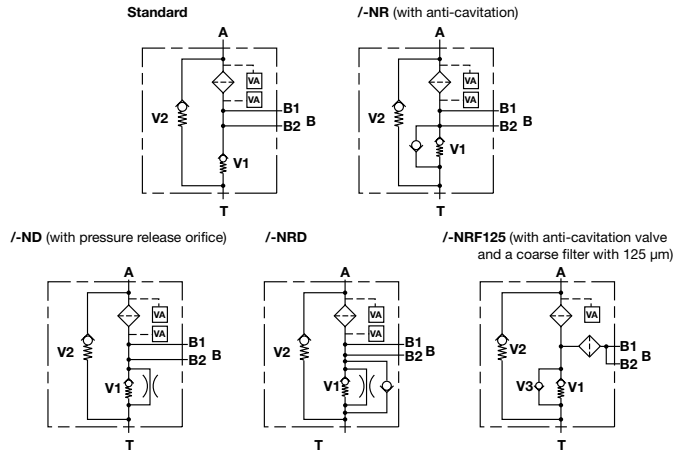 Standard
/-NR (with anti-cavitation)
A
VA
VA
V2
B1
B2 B
V1
T
A
VA
VA
V2
B1
B2 B
V1
T
/-ND (with pressure release orifice)
/-NRD
/-NRF125 (with anti-cavitation valve
and a coarse filter with 125 µm)
A
VA
VA
V2
B1
B2 B
V1
T
A
VA
VA
V2
B1
B2 B
V1
T
A
VA
V2
B1
B
B2
V3
V1
T